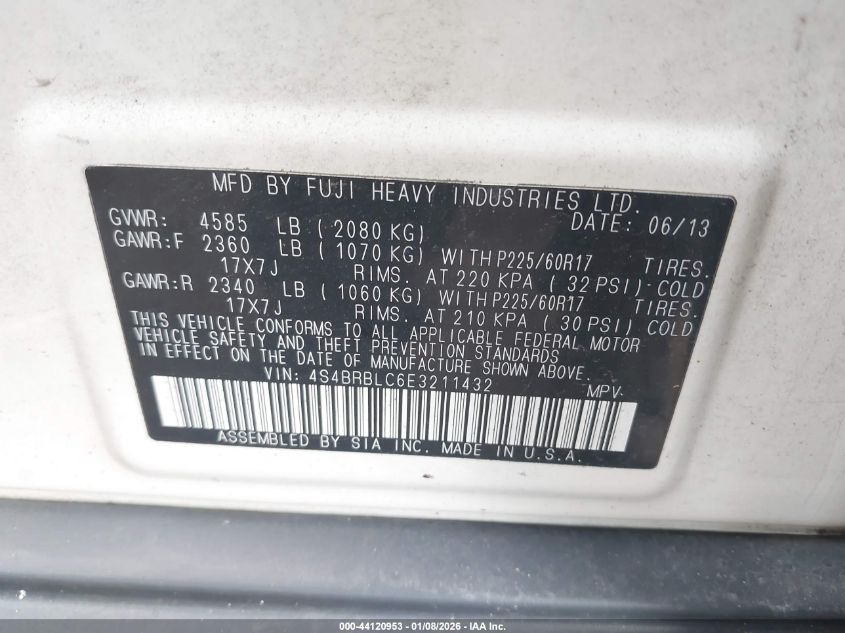 MFD BY FUJI HEAVY INDUSTRIES LTD.
DATE: 06/13
GVWR: 4585 LB ( 2080 KG)
GAWR:F 2360 LB ( 1070 KG) WITH P225/60R17 TIRES.
17X7J RIMS. AT 220 KPA ( 32 PSI) COLD
GAWR:R 2340 LB ( 1060 KG) WITH P225/60R17 TIRES.
17X7J RIMS. AT 210 KPA ( 30 PSI) COLD
THIS VEHICLE CONFORMS TO ALL APPLICABLE FEDERAL MOTOR
VEHICLE SAFETY AND THEFT PREVENTION STANDARDS
IN EFFECT ON THE DATE OF MANUFACTURE SHOWN ABOVE.
VIN: 4S4BRBLC6E3211432 MPV
ASSEMBLED BY SIA INC. MADE IN U.S.A.
000-44120953 - 01/08/2026 - IAA Inc.